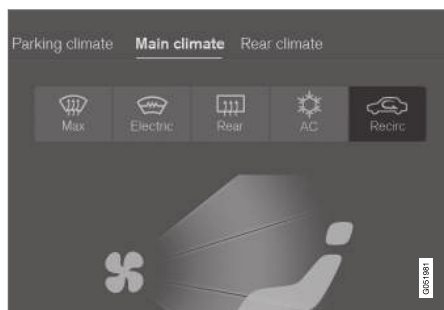 Parking climate Main climate Rear climate
Max Electric Rear AC Recirc
G051981